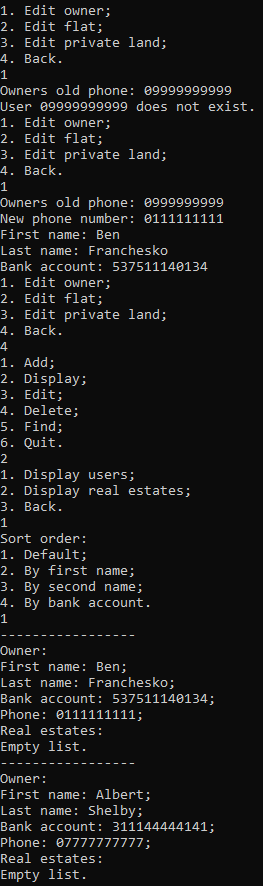 1. Edit owner;
2. Edit flat;
3. Edit private land;
4. Back.
1
Owners old phone: 09999999999
User 09999999999 does not exist.
1. Edit owner;
2. Edit flat;
3. Edit private land;
4. Back.
1
Owners old phone: 0999999999
New phone number: 0111111111
First name: Ben
Last name: Franchesko
Bank account: 537511140134
1. Edit owner;
2. Edit flat;
3. Edit private land;
4. Back.
4
1. Add;
2. Display;
3. Edit;
4. Delete;
5. Find;
6. Quit.
2
1. Display users;
2. Display real estates;
3. Back.
1
Sort order:
1. Default;
2. By first name;
3. By second name;
4. By bank account.
1
-----------------
Owner:
First name: Ben;
Last name: Franchesko;
Bank account: 537511140134;
Phone: 0111111111;
Real estates:
Empty list.
-----------------
Owner:
First name: Albert;
Last name: Shelby;
Bank account: 311144444141;
Phone: 07777777777;
Real estates:
Empty list.